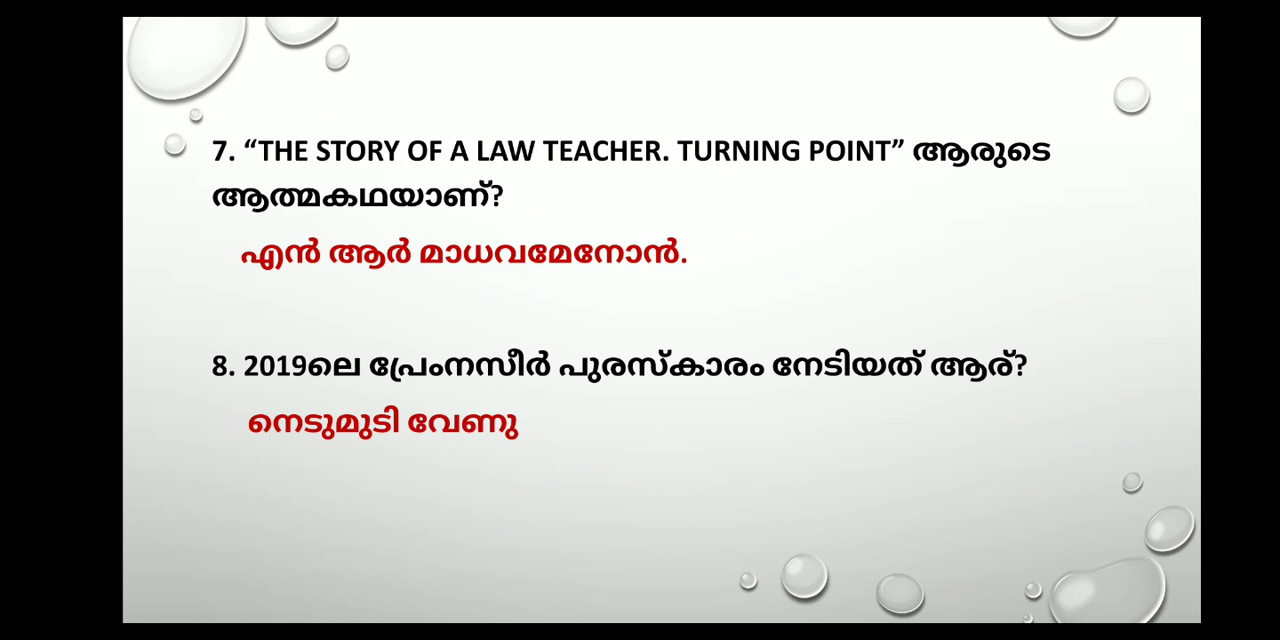 7. “THE STORY OF A LAW TEACHER. TURNING POINT” ആരുടെ
ആത്മകഥയാണ്?
എൻ ആർ മാധവമേനോൻ.
8. 2019ലെ പ്രേംനസീർ പുരസ്കാരം നേടിയത് ആര്?
നെടുമുടി വേണു